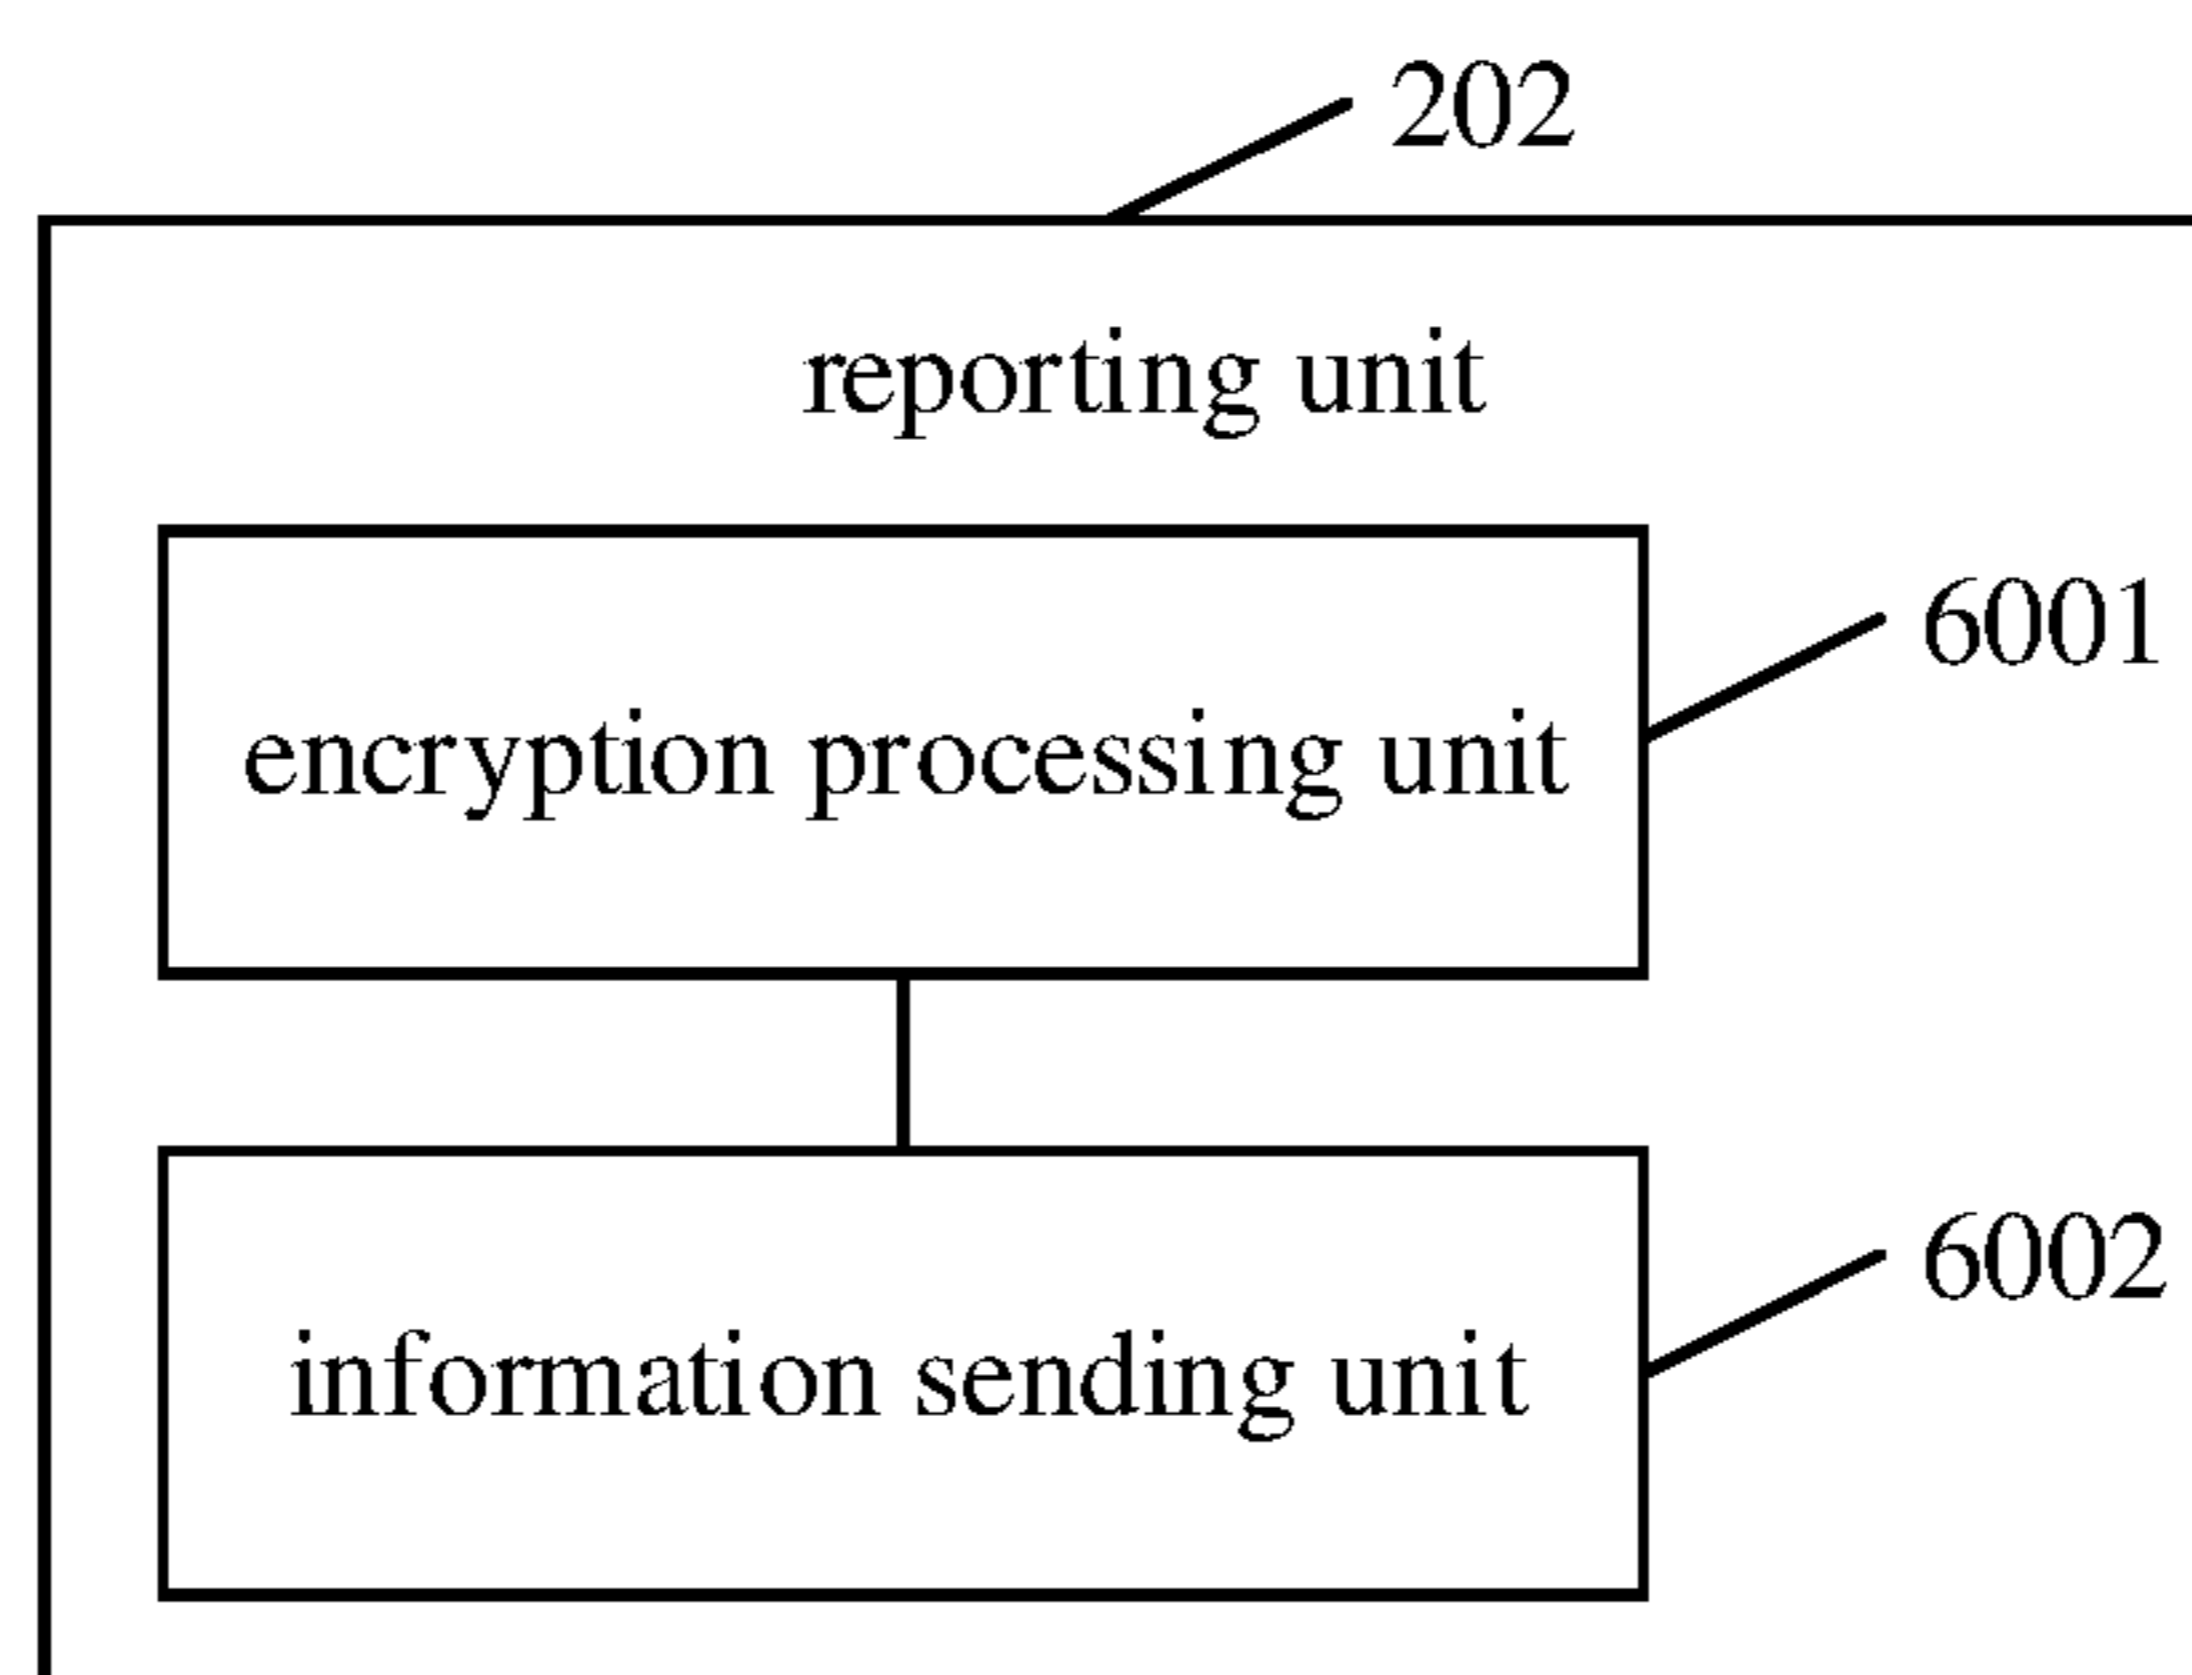 202
reporting unit
6001
encryption processing unit
6002
information sending unit